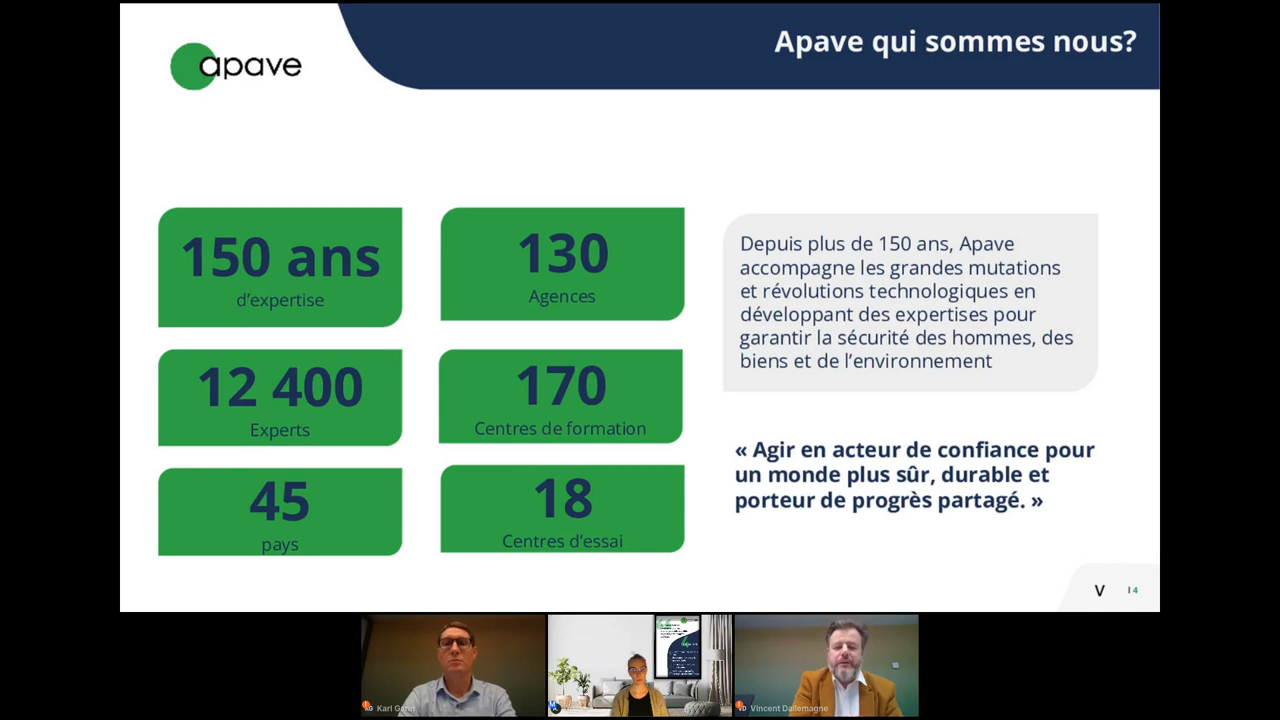 apave
Apave qui sommes nous?
150 ans
d'expertise
130
Agences
12 400
Experts
170
Centres de formation
45
pays
18
Centres d'essai
Depuis plus de 150 ans, Apave
accompagne les grandes mutations
et révolutions technologiques en
développant des expertises pour
garantir la sécurité des hommes, des
biens et de l'environnement
« Agir en acteur de confiance pour
un monde plus sûr, durable et
porteur de progrès partagé. »
V
I 4
Karl Garin
Vincent Dallemagne